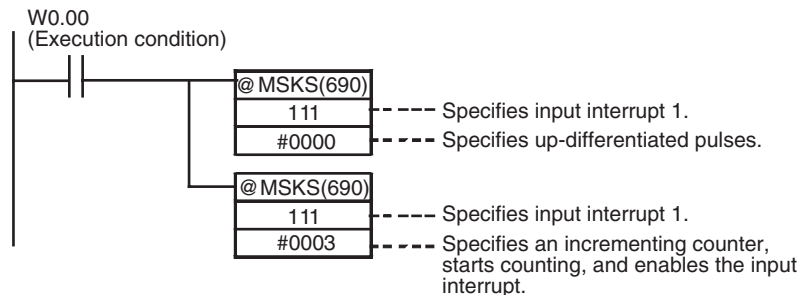 W0.00
(Execution condition)
@MSKS(690)
111
Specifies input interrupt 1.
#0000
Specifies up-differentiated pulses.
@MSKS(690)
111
Specifies input interrupt 1.
#0003
Specifies an incrementing counter,
starts counting, and enables the input
interrupt.